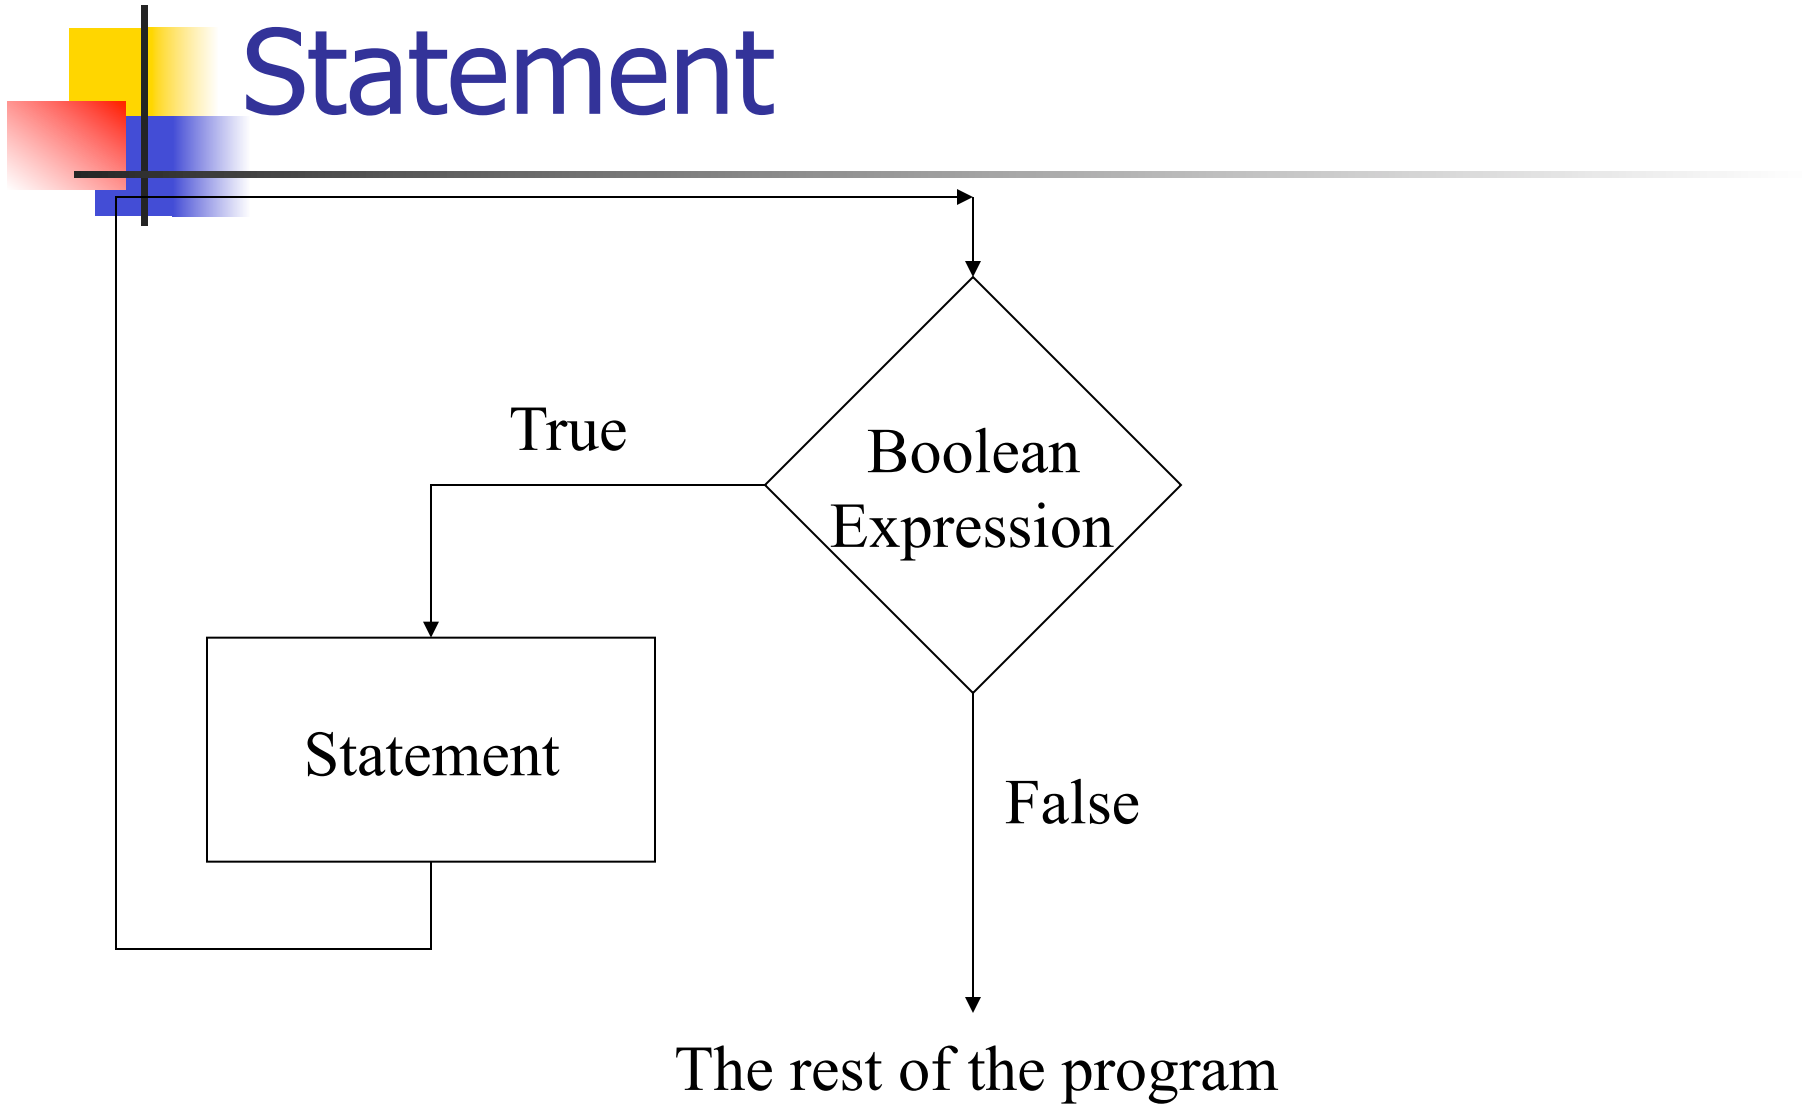 Statement
True
Boolean
Expression
Statement
False
The rest of the program